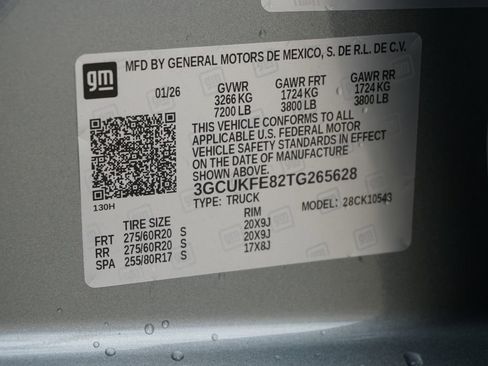 gm
MFD BY GENERAL MOTORS DE MEXICO, S. DE R.L. DE C.V.
01/26 GVWR GAWR FRT GAWR RR
3266 KG 1724 KG 1724 KG
7200 LB 3800 LB 3800 LB
THIS VEHICLE CONFORMS TO ALL
APPLICABLE U.S. FEDERAL MOTOR
VEHICLE SAFETY STANDARDS IN EFFECT
ON THE DATE OF MANUFACTURE SHOWN
ABOVE.
3GCUKFE82TG265628
130H TYPE: TRUCK MODEL: 28CK10543
TIRE SIZE RIM
FRT 275/60R20 S 20X9J
RR 275/60R20 S 20X9J
SPA 255/80R17 S 17X8J